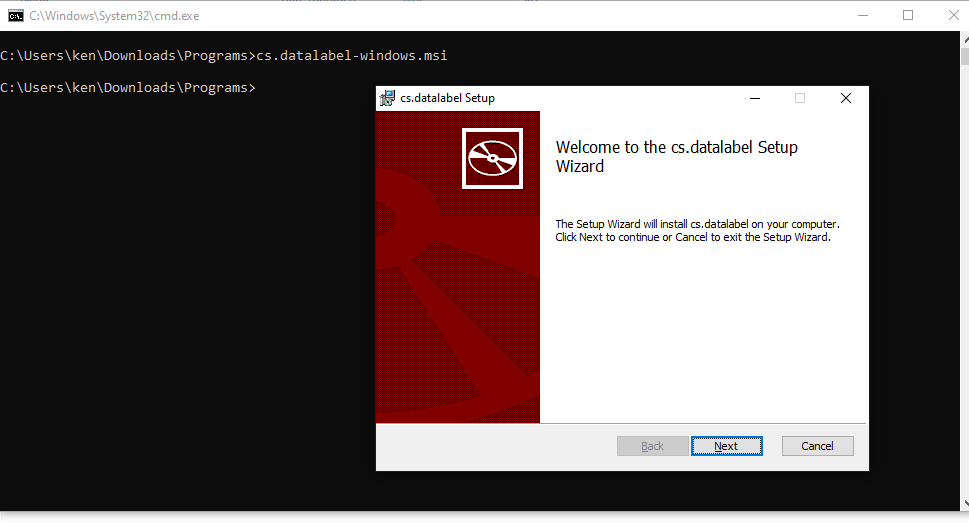 C:\Windows\System32\cmd.exe
C:\Users\ken\Downloads\Programs>cs.datalabel-windows.msi
C:\Users\ken\Downloads\Programs>
cs.datalabel Setup
Welcome to the cs.datalabel Setup
Wizard
The Setup Wizard will install cs.datalabel on your computer.
Click Next to continue or Cancel to exit the Setup Wizard.
Back
Next
Cancel